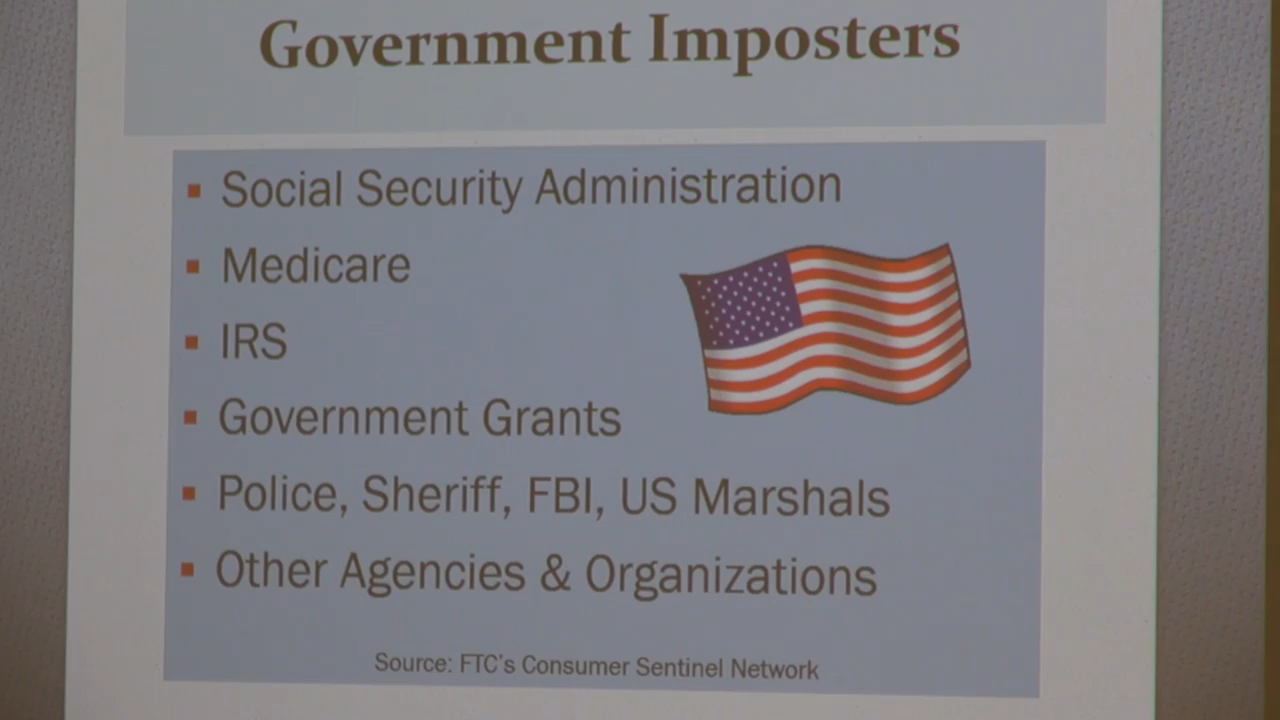 Government Imposters
Social Security Administration
Medicare
IRS
Government Grants
Police, Sheriff, FBI, US Marshals
Other Agencies & Organizations
Source: FTC's Consumer Sentinel Network